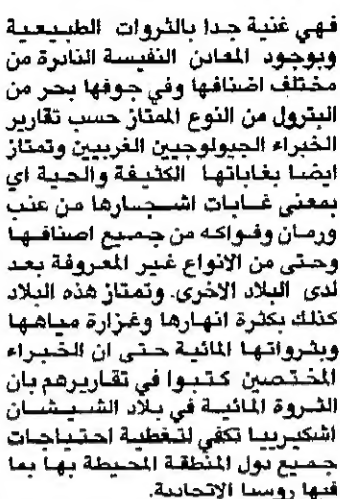 فهي غنية جدا بالثروات الطبيعية
وبوجود المعادن النفيسة النادرة من
مختلف اصنافها وفي جوفها بحر من
البترول من النوع الممتاز حسب تقارير
الخبراء الجيولوجيين الغربيين وتمتاز
ايضا بغاباتها الكثيفة والحية اي
بمعنى غابات اشجارها من عنب
ورمان وفواكه من جميع اصنافها
وحتى من الانواع غير المعروفة بعد
لدى البلاد الاخرى. وتمتاز هذه البلاد
كذلك بكثرة انهارها وغزارة مياهها
وبثرواتها المائية حتى ان الخبراء
المختصين كتبوا في تقاريرهم بان
الثروة المائية في بلاد الشيشان
اشكيريا تكفي لتغطية احتياجات
جميع دول المنطقة المحيطة بها بما
فيها روسيا الاتحادية.